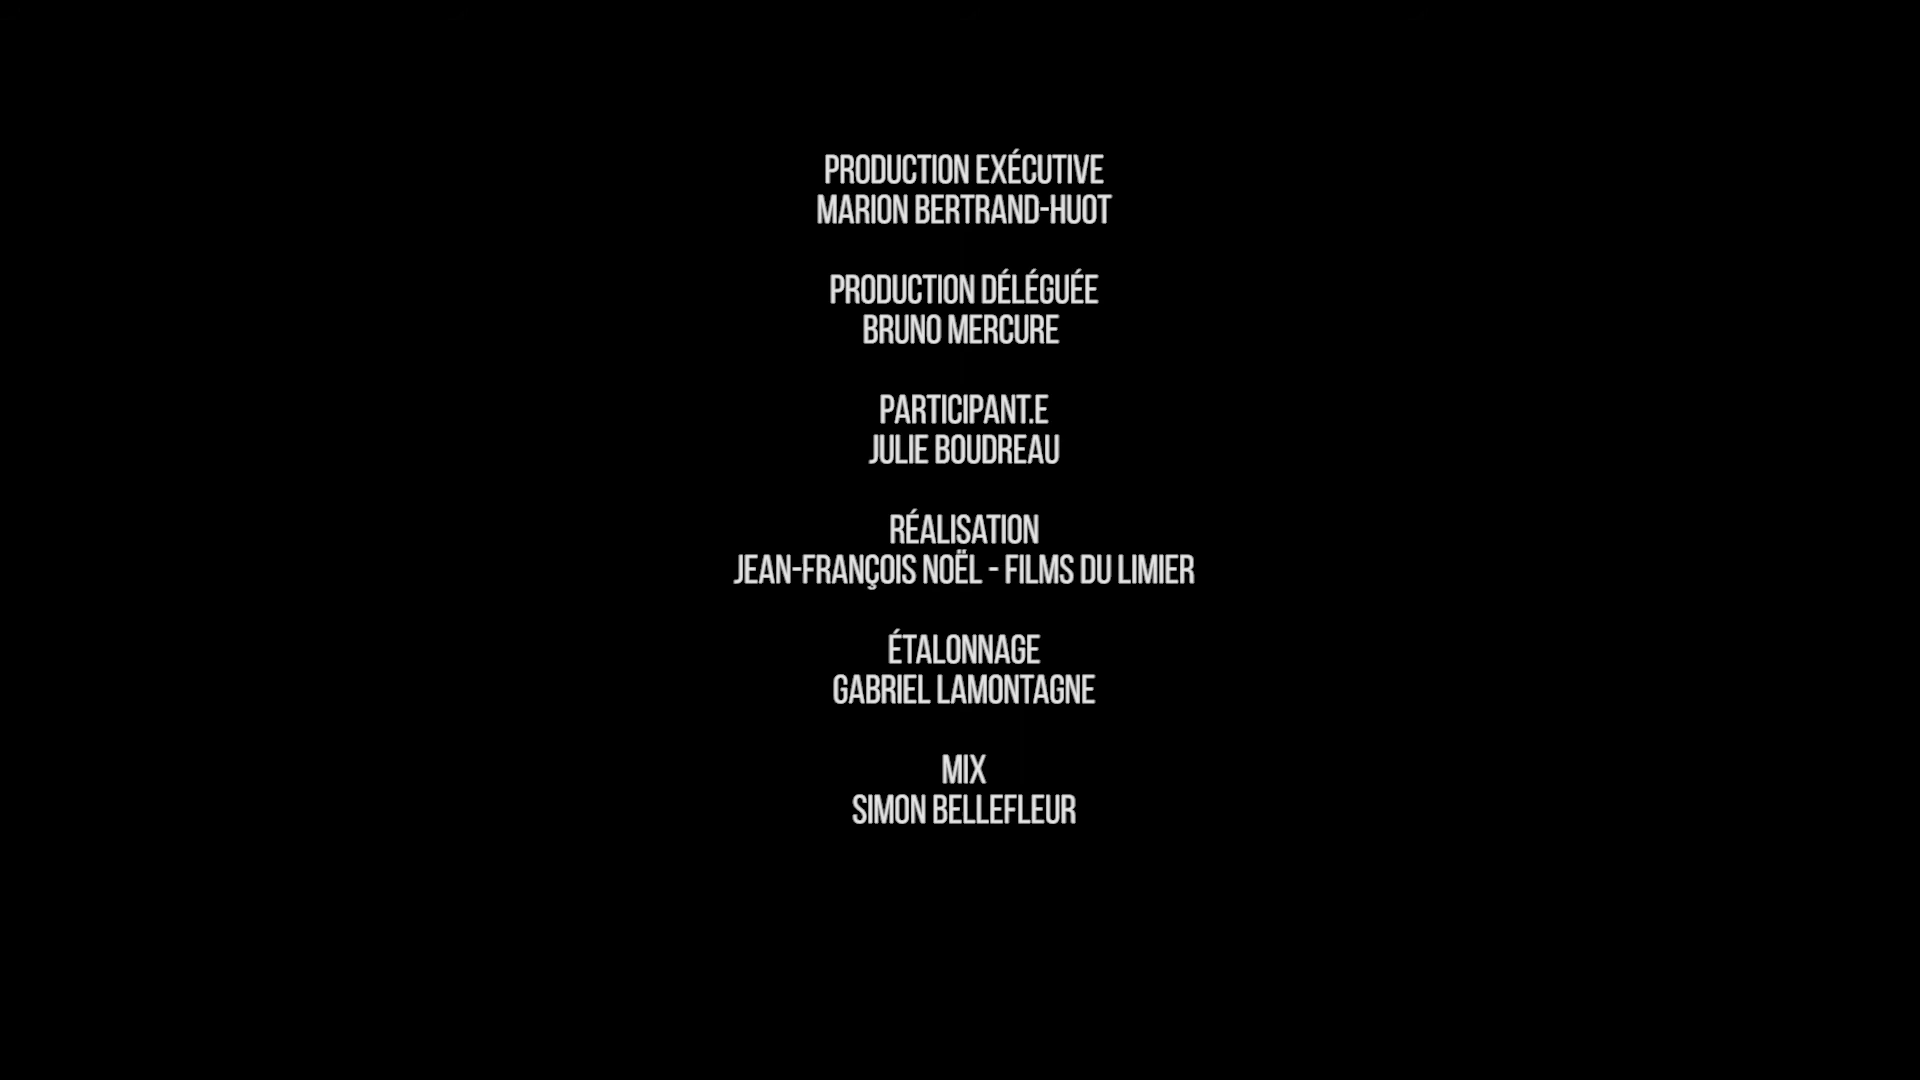 PRODUCTION EXÉCUTIVE
MARION BERTRAND-HUOT
PRODUCTION DÉLÉGUÉE
BRUNO MERCURE
PARTICIPANT.E
JULIE BOUDREAU
RÉALISATION
JEAN-FRANÇOIS NOËL - FILMS DU LIMIER
ÉTALONNAGE
GABRIEL LAMONTAGNE
MIX
SIMON BELLEFLEUR